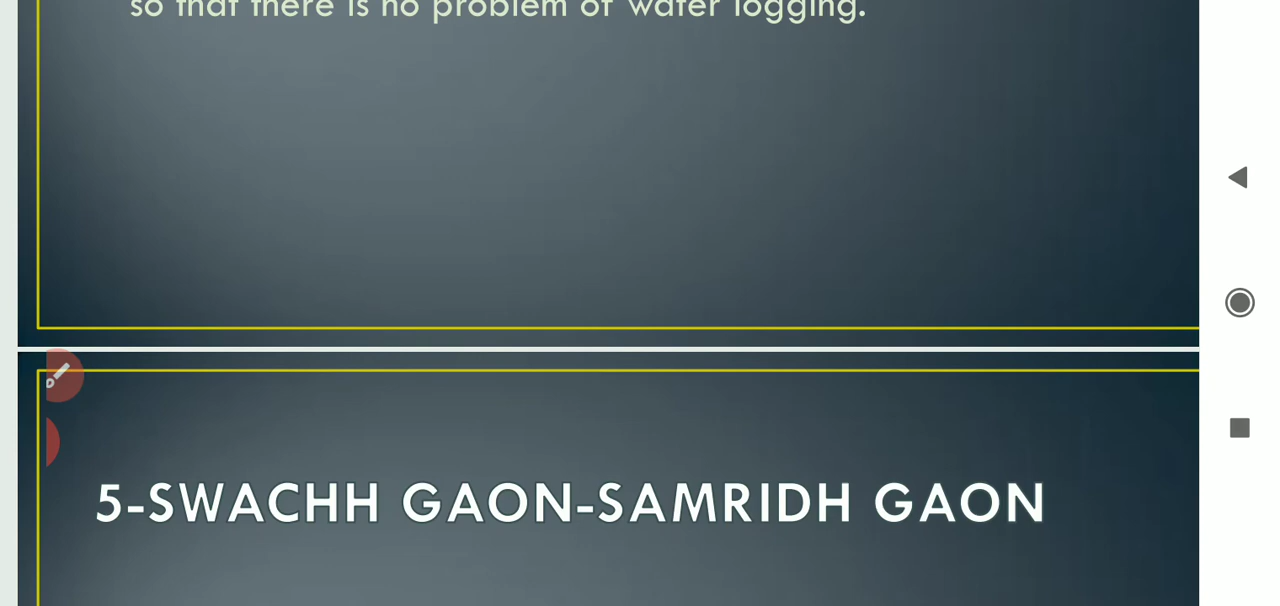 so that there is no problem of water logging.
5-SWACHH GAON-SAMRIDH GAON